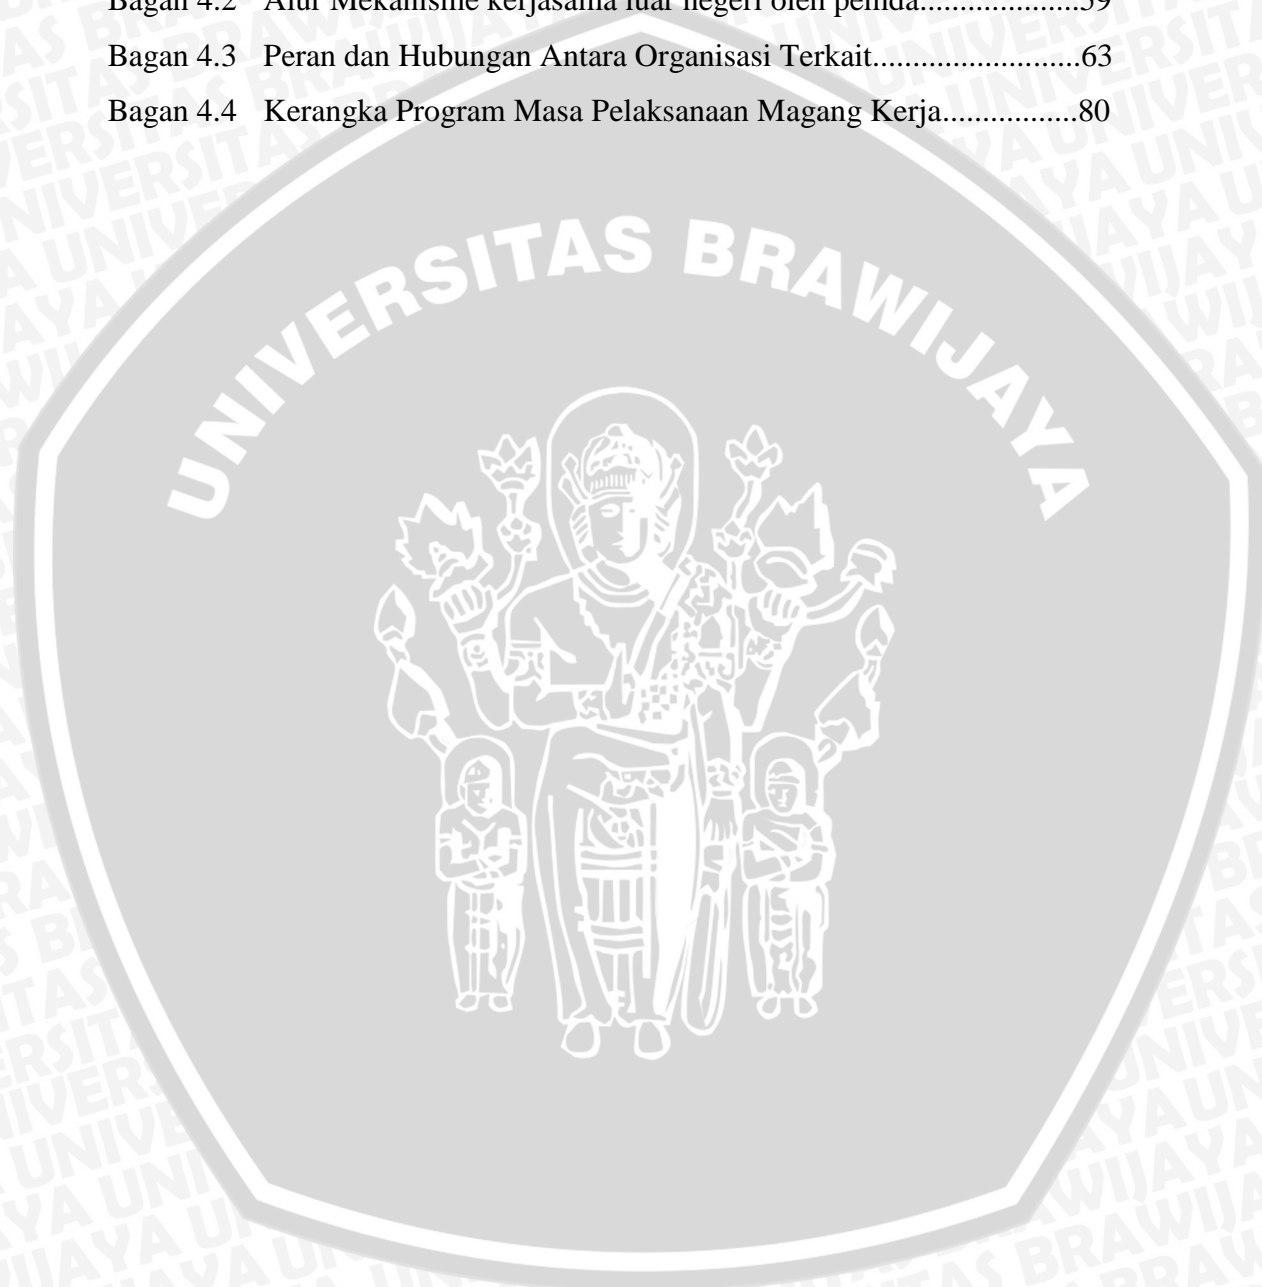 Bagan 4.2 Alur Mekanisme kerjasama luar negeri oleh pemda....................59
Bagan 4.3 Peran dan Hubungan Antara Organisasi Terkait..........................63
Bagan 4.4 Kerangka Program Masa Pelaksanaan Magang Kerja.................80
UNIVERSITAS BRAWIJAYA